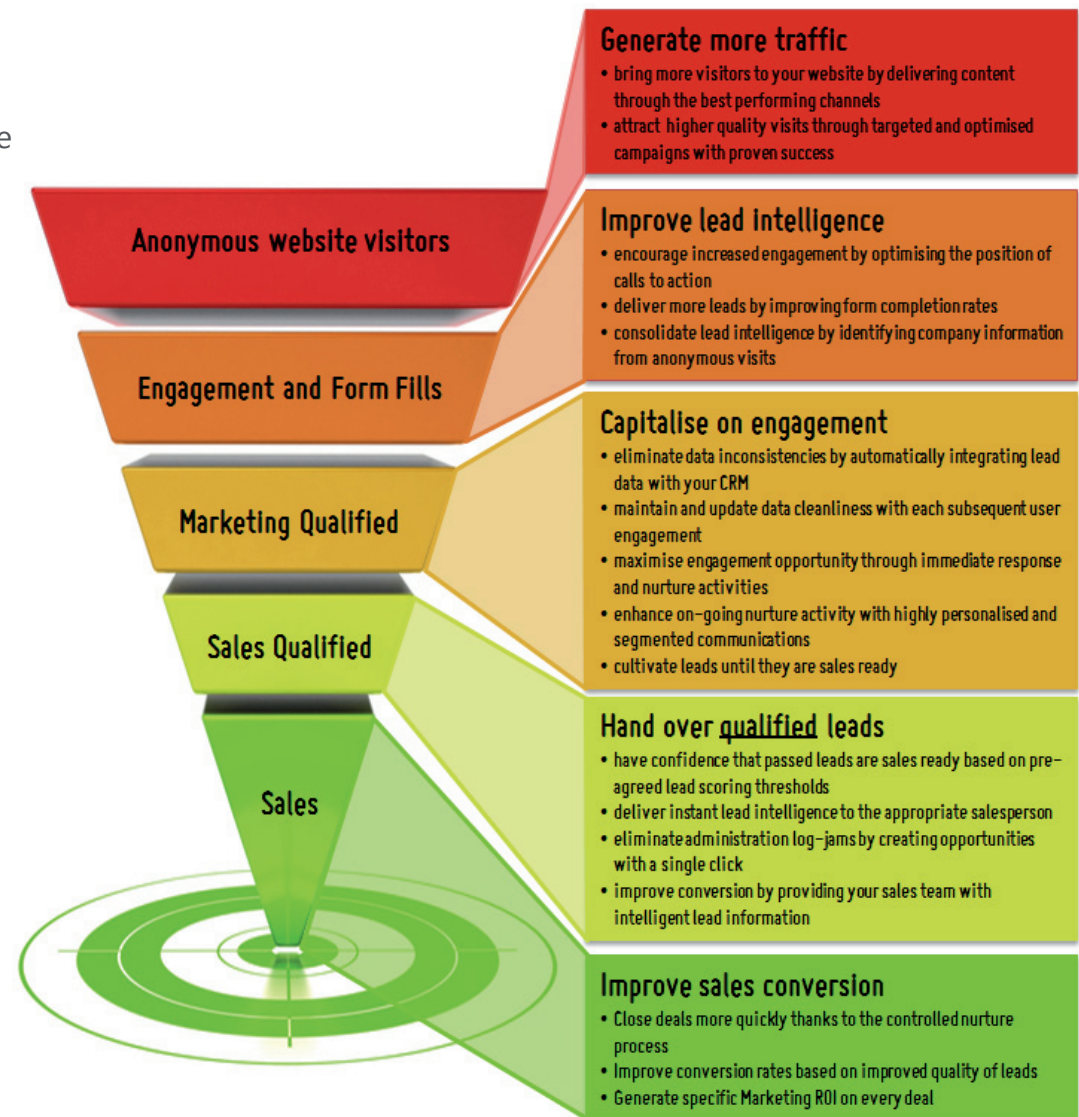 e
Anonymous website visitors
Engagement and Form Fills
Marketing Qualified
Sales Qualified
Sales
Generate more traffic
• bring more visitors to your website by delivering content
through the best performing channels
• attract higher quality visits through targeted and optimised
campaigns with proven success
Improve lead intelligence
• encourage increased engagement by optimising the position of
calls to action
• deliver more leads by improving form completion rates
• consolidate lead intelligence by identifying company information
from anonymous visits
Capitalise on engagement
• eliminate data inconsistencies by automatically integrating lead
data with your CRM
• maintain and update data cleanliness with each subsequent user
engagement
• maximise engagement opportunity through immediate response
and nurture activities
• enhance on-going nurture activity with highly personalised and
segmented communications
• cultivate leads until they are sales ready
Hand over qualified leads
• have confidence that passed leads are sales ready based on pre-
agreed lead scoring thresholds
• deliver instant lead intelligence to the appropriate salesperson
• eliminate administration log-jams by creating opportunities
with a single click
• improve conversion by providing your sales team with
intelligent lead information
Improve sales conversion
• Close deals more quickly thanks to the controlled nurture
process
• Improve conversion rates based on improved quality of leads
• Generate specific Marketing ROI on every deal